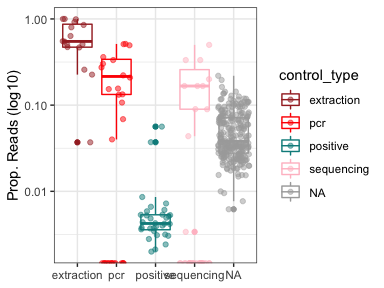 1.00
0.10
0.01
Prop. Reads (log10)
extraction pcr positive sequencing NA
control_type
extraction
pcr
positive
sequencing
NA